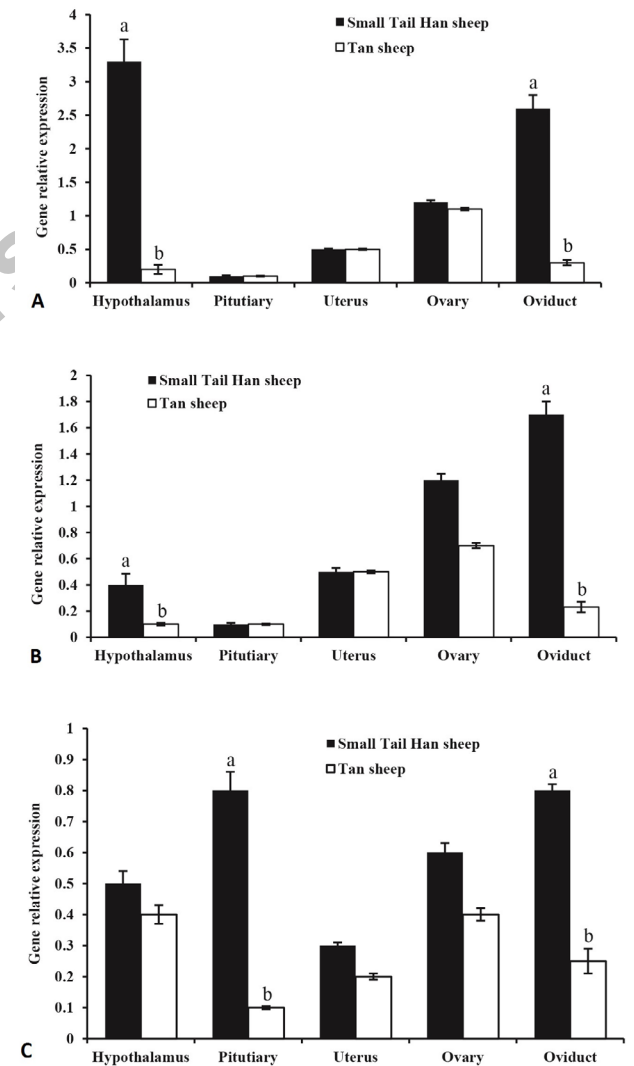 4
3.5
3
2.5
2
1.5
1
0.5
0
Gene relative expression
Small Tail Han sheep
Tan sheep
a
b
a
b
A
Hypothalamus Pitutiary Uterus Ovary Oviduct
2
1.8
1.6
1.4
1.2
1
0.8
0.6
0.4
0.2
0
Gene relative expression
Small Tail Han sheep
Tan sheep
a
b
a
b
B
Hypothalamus Pitutiary Uterus Ovary Oviduct
1
0.9
0.8
0.7
0.6
0.5
0.4
0.3
0.2
0.1
0
Gene relative expression
Small Tail Han sheep
Tan sheep
a
b
a
b
C
Hypothalamus Pitutiary Uterus Ovary Oviduct